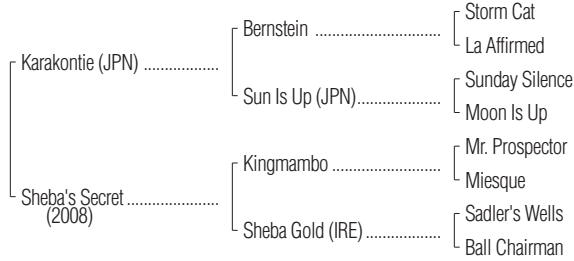 Storm Cat
Bernstein ....................
La Affirmed
Karakontie (JPN) ..................
Sunday Silence
Sun Is Up (JPN).....................
Moon Is Up
Mr. Prospector
Kingmambo ..........................
Miesque
Sheba's Secret ......................
(2008)
Sadler's Wells
Sheba Gold (IRE) ..................
Ball Chairman